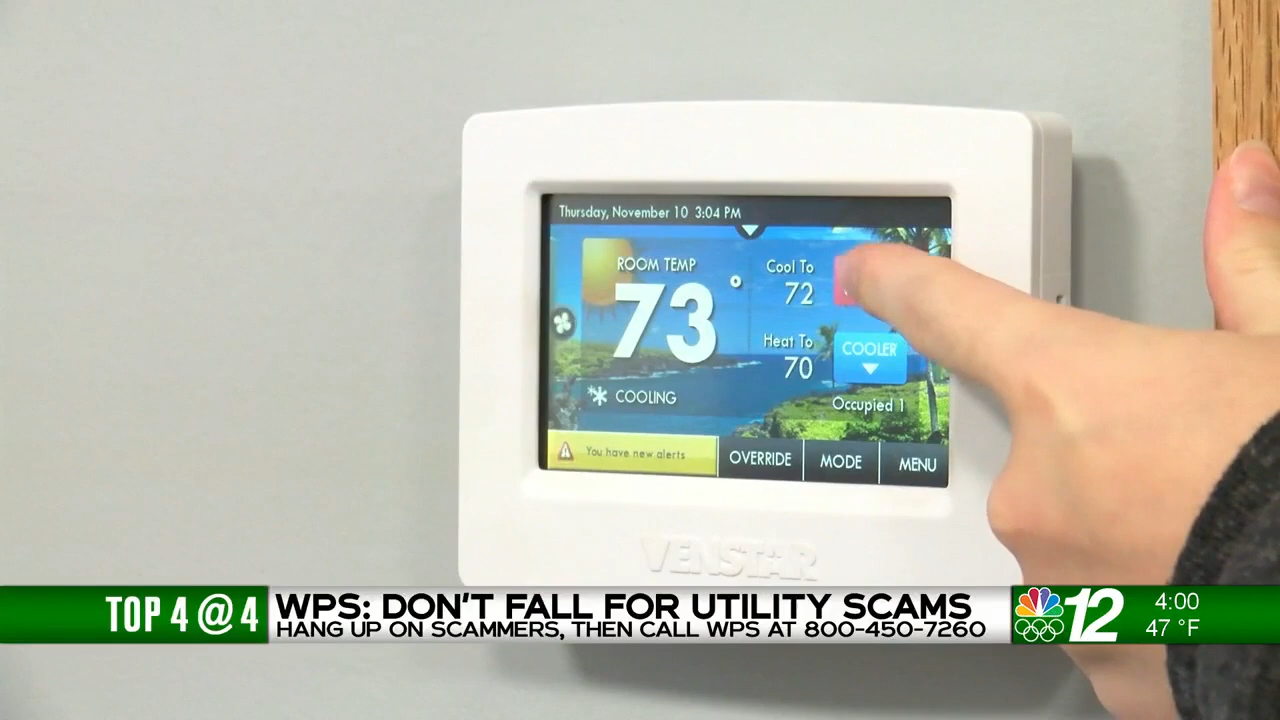 Thursday, November 10 3:04 PM
ROOM TEMP
73°
Cool To
72
Heat To
70
COOLER
COOLING
Occupied 1
You have new alerts
OVERRIDE
MODE
MENU
VENSTAR
TOP 4 @ 4
WPS: DON'T FALL FOR UTILITY SCAMS
HANG UP ON SCAMMERS, THEN CALL WPS AT 800-450-7260
12
4:00
47 °F